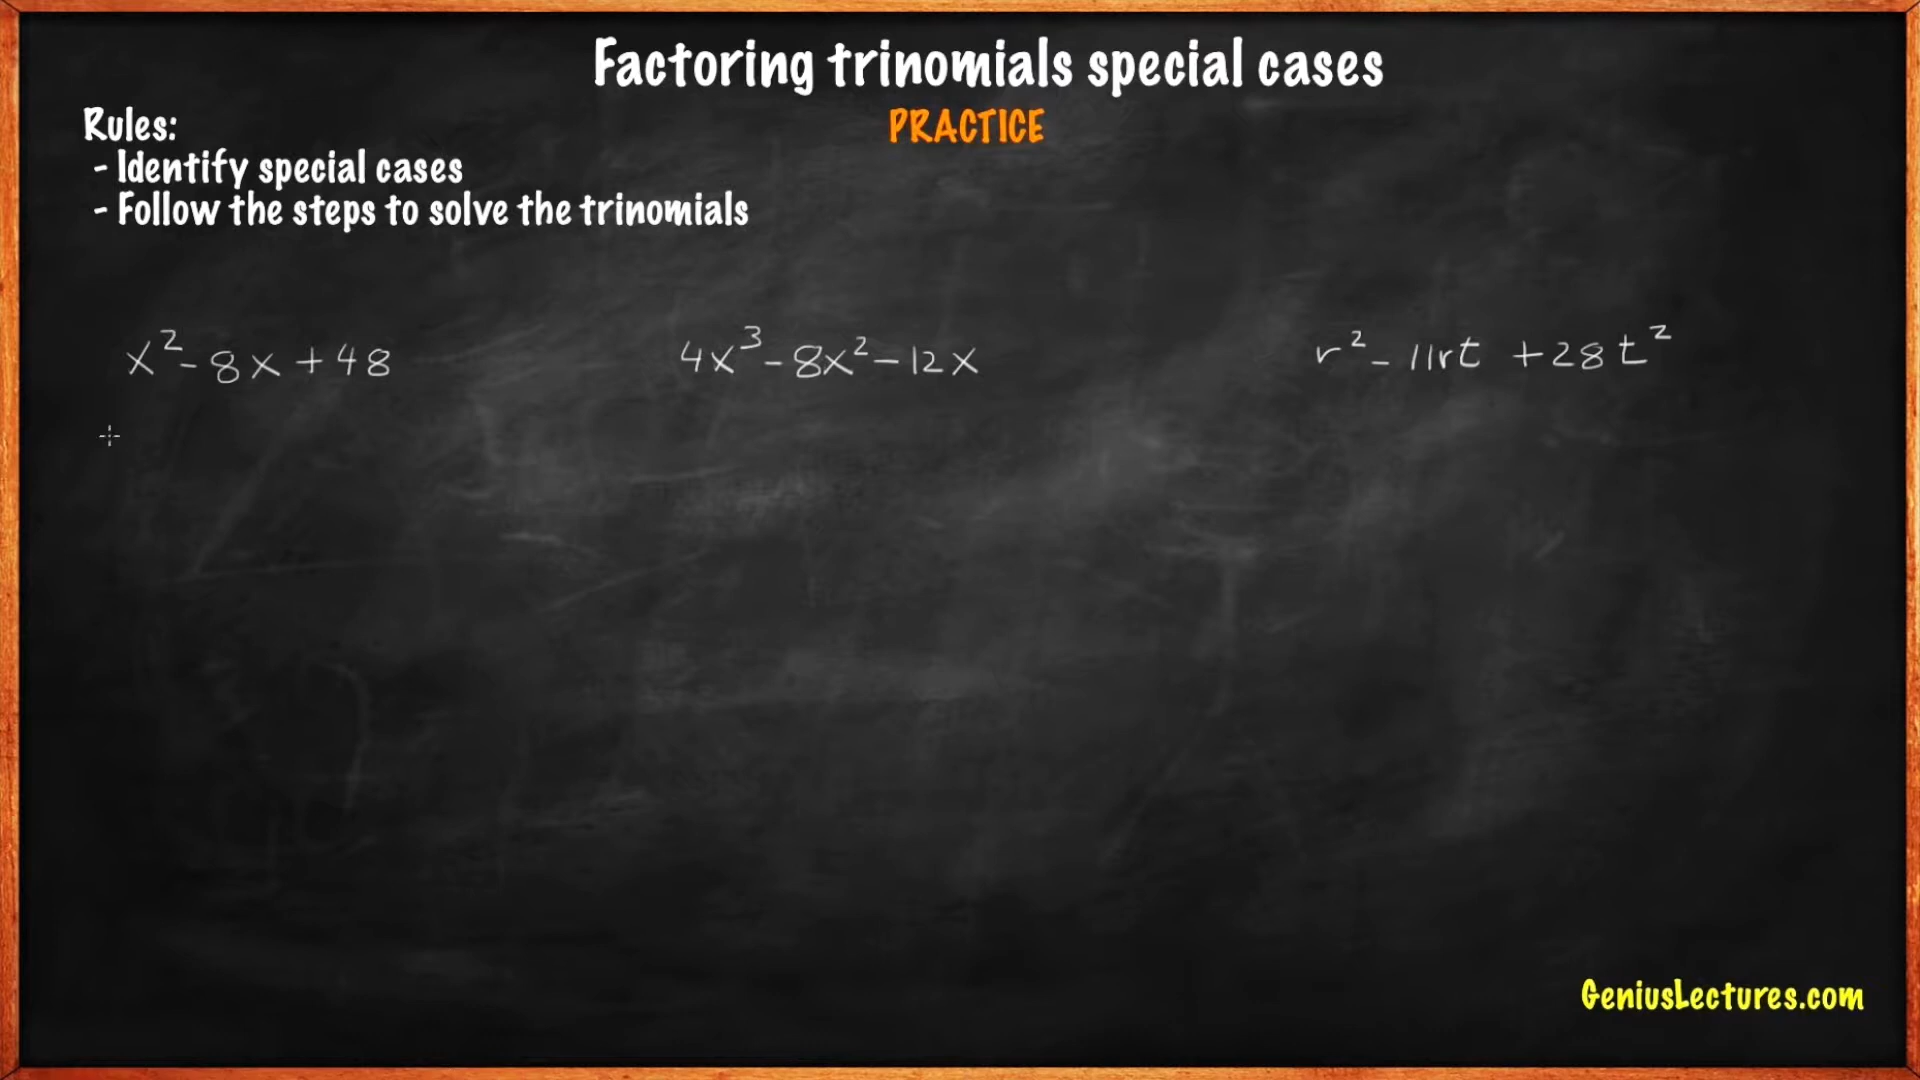 Factoring trinomials special cases
PRACTICE
Rules:
- Identify special cases
- Follow the steps to solve the trinomials
x² - 8x + 48
4x³ - 8x² - 12x
r² - 11rt + 28t²
GeniusLectures.com